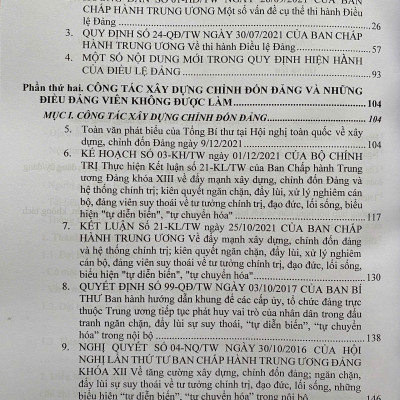 CHẤP HÀNH TRUNG ƯƠNG Một số vấn đề cụ thể thi hành Điều
lệ Đảng 26
3. QUY ĐỊNH SỐ 24-QĐ/TW NGÀY 30/07/2021 CỦA BAN CHẤP
HÀNH TRUNG ƯƠNG Về thi hành Điều lệ Đảng 57
4. MỘT SỐ NỘI DUNG MỚI TRONG QUY ĐỊNH HIỆN HÀNH
CỦA ĐIỀU LỆ ĐẢNG 93
Phần thứ hai. CÔNG TÁC XÂY DỰNG CHỈNH ĐỐN ĐẢNG VÀ NHỮNG
ĐIỀU ĐẢNG VIÊN KHÔNG ĐƯỢC LÀM 104
MỤC I. CÔNG TÁC XÂY DỰNG CHỈNH ĐỐN ĐẢNG 104
5. Toàn văn phát biểu của Tổng Bí thư tại Hội nghị toàn quốc về xây
dựng, chỉnh đốn Đảng ngày 9/12/2021 104
6. KẾ HOẠCH SỐ 03-KH/TW ngày 01/12/2021 CỦA BỘ CHÍNH
TRỊ Thực hiện Kết luận số 21-KL/TW của Ban Chấp hành Trung
ương Đảng khóa XIII về đẩy mạnh xây dựng, chỉnh đốn Đảng và
hệ thống chính trị; kiên quyết ngăn chặn, đẩy lùi, xử lý nghiêm cán
bộ, đảng viên suy thoái về tư tưởng chính trị, đạo đức, lối sống, biểu
hiện "tự diễn biến", "tự chuyển hóa" 117
7. KẾT LUẬN Số 21-KL/TW ngày 25/10/2021 CỦA BAN CHẤP
HÀNH TRUNG ƯƠNG Về đẩy mạnh xây dựng, chỉnh đốn đảng
và hệ thống chính trị; kiên quyết ngăn chặn, đẩy lùi, xử lý nghiêm
cán bộ, đảng viên suy thoái về tư tưởng chính trị, đạo đức, lối sống,
biểu hiện "tự diễn biến", "tự chuyển hóa" 130
8. QUYẾT ĐỊNH SỐ 99-QĐ/TW NGÀY 03/10/2017 CỦA BAN BÍ
THƯ Ban hành hướng dẫn khung để các cấp ủy, tổ chức đảng trực
thuộc Trung ương tiếp tục phát huy vai trò của nhân dân trong đấu
tranh ngăn chặn, đẩy lùi sự suy thoái, “tự diễn biến”, “tự chuyển
hóa” trong nội bộ 138
9. NGHỊ QUYẾT SỐ 04-NQ/TW NGÀY 30/10/2016 CỦA HỘI
NGHỊ LẦN THỨ TƯ BAN CHẤP HÀNH TRUNG ƯƠNG ĐẢNG
KHÓA XII Về tăng cường xây dựng, chỉnh đốn đảng; ngăn chặn,
đẩy lùi sự suy thoái về tư tưởng chính trị, đạo đức, lối sống, những
biểu hiện “tự diễn biến”, “tự chuyển hóa” trong nội bộ 146